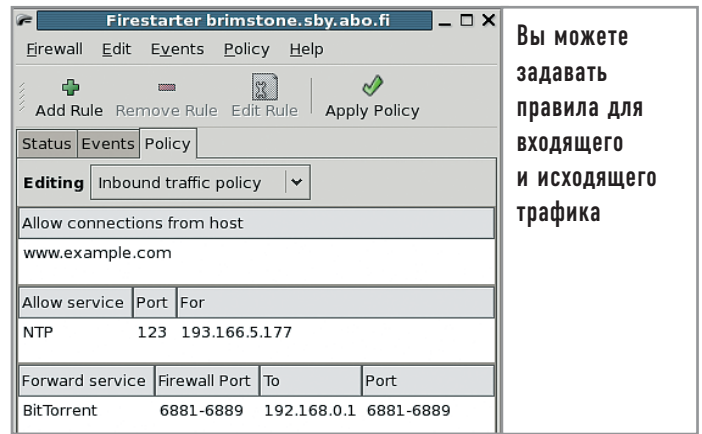 Firestarter brimstone.sby.abo.fi
Firewall Edit Events Policy Help
Add Rule Remove Rule Edit Rule Apply Policy
Status Events Policy
Editing Inbound traffic policy
Allow connections from host
www.example.com
Allow service Port For
NTP 123 193.166.5.177
Forward service Firewall Port To Port
BitTorrent 6881-6889 192.168.0.1 6881-6889
Вы можете
задавать
правила для
входящего
и исходящего
трафика